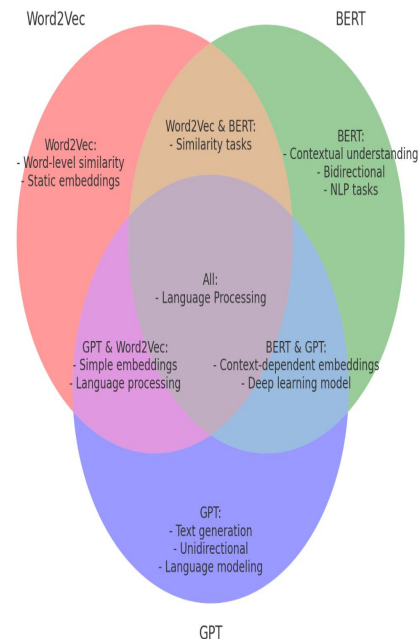 Word2Vec
BERT
Word2Vec & BERT:
- Similarity tasks
Word2Vec:
- Word-level similarity
- Static embeddings
BERT:
- Contextual understanding
- Bidirectional
- NLP tasks
All:
- Language Processing
GPT & Word2Vec:
- Simple embeddings
- Language processing
BERT & GPT:
- Context-dependent embeddings
- Deep learning model
GPT:
- Text generation
- Unidirectional
- Language modeling
GPT